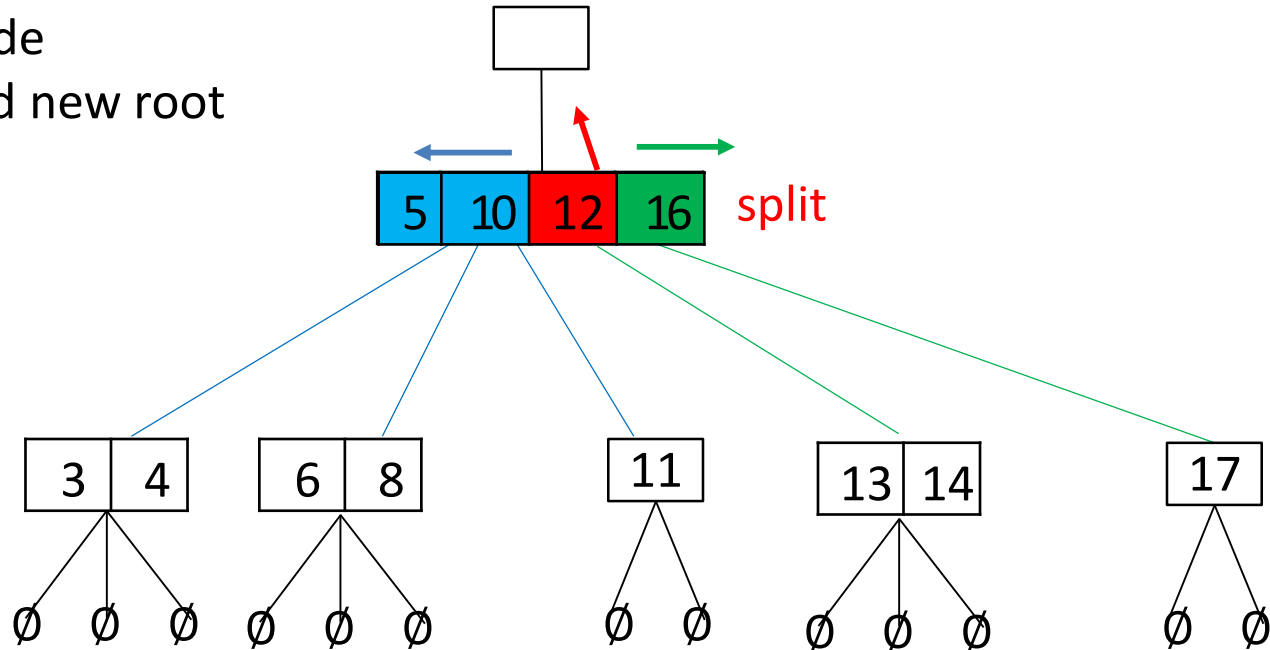 de
d new root
5 10 12 16 split
3 4 6 8 11 13 14 17
Ø Ø Ø Ø Ø Ø Ø Ø Ø Ø Ø Ø Ø